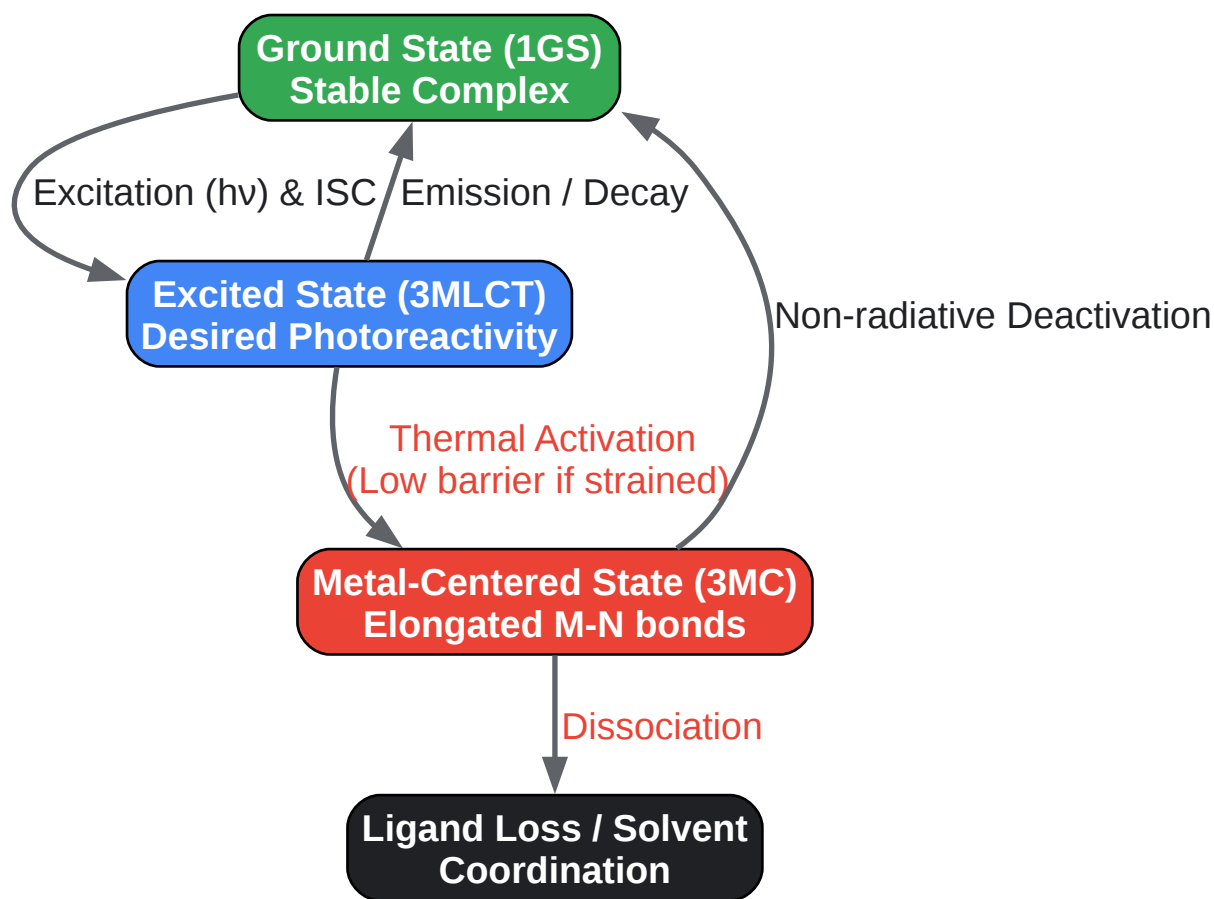 Ground State (1GS)
Stable Complex
Excitation (hν) & ISC
Emission / Decay
Excited State (3MLCT)
Desired Photoreactivity
Non-radiative Deactivation
Thermal Activation
(Low barrier if strained)
Metal-Centered State (3MC)
Elongated M-N bonds
Dissociation
Ligand Loss / Solvent
Coordination